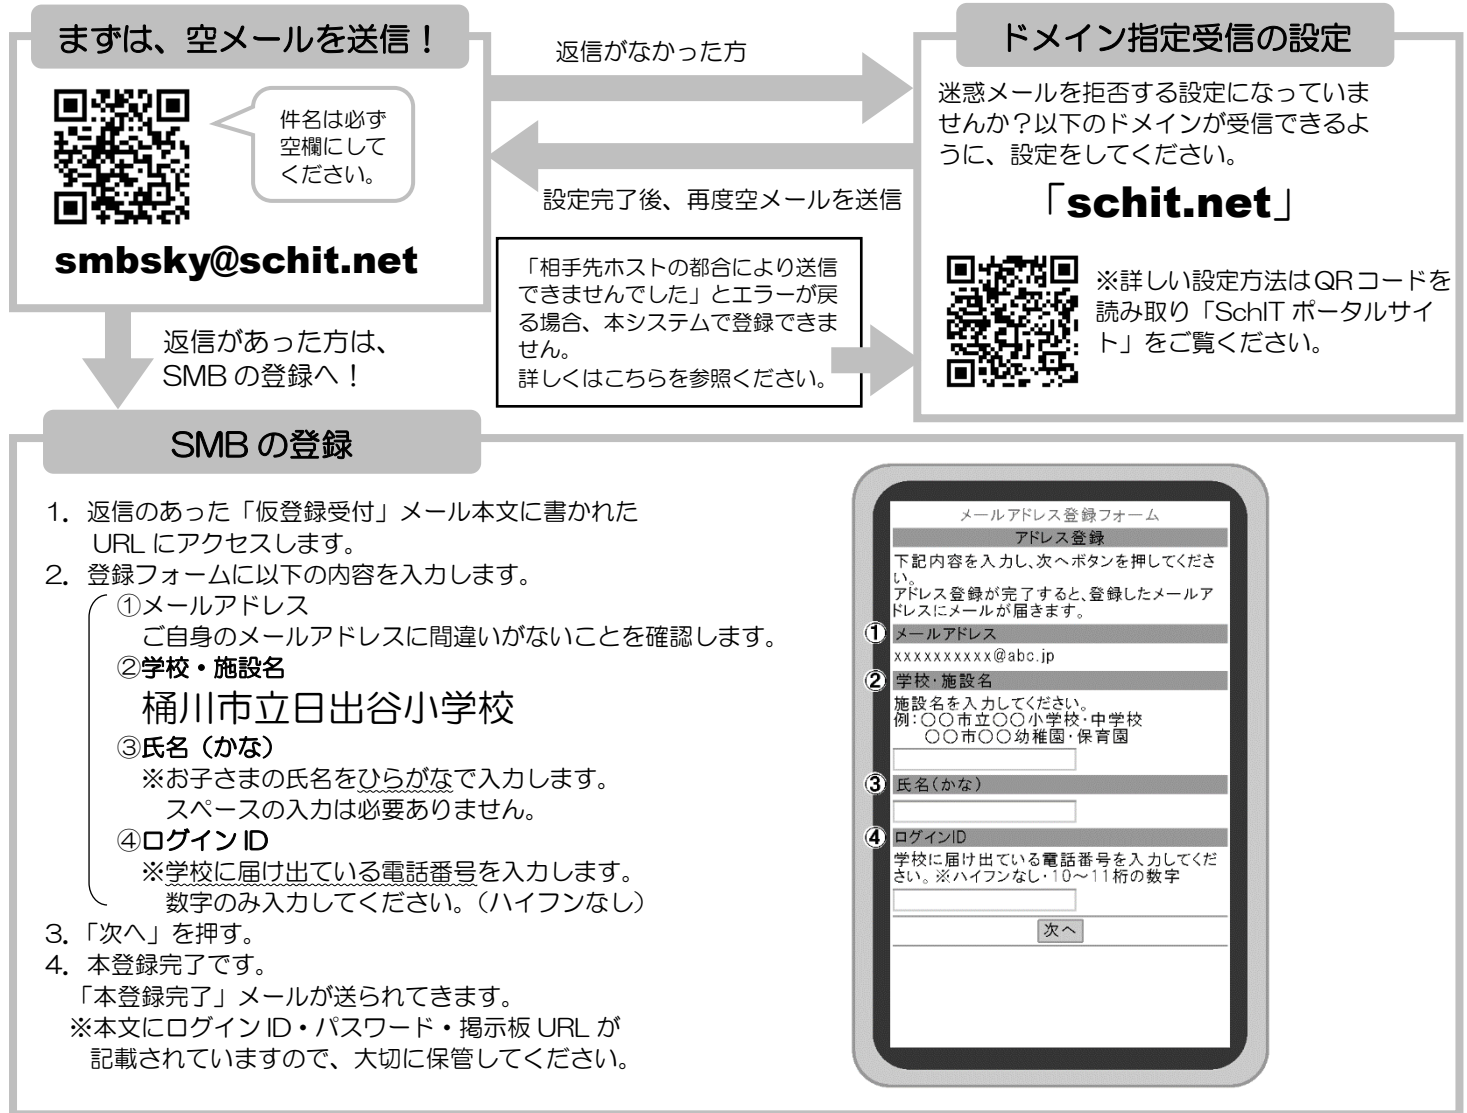 まずは、空メールを送信！
件名は必ず
空欄にして
ください。
smbsky@schit.net
返信がなかった方
設定完了後、再度空メールを送信
ドメイン指定受信の設定
迷惑メールを拒否する設定になっていま
せんか？以下のドメインが受信できるよ
うに、設定をしてください。
「schit.net」
※詳しい設定方法はQRコードを
読み取り「SchIT ポータルサイ
ト」をご覧ください。
「相手先ホストの都合により送信
できませんでした」とエラーが戻
る場合、本システムで登録できま
せん。
詳しくはこちらを参照ください。
返信があった方は、
SMB の登録へ！
SMB の登録
1．返信のあった「仮登録受付」メール本文に書かれた
URL にアクセスします。
2．登録フォームに以下の内容を入力します。
①メールアドレス
ご自身のメールアドレスに間違いがないことを確認します。
②学校・施設名
桶川市立日出谷小学校
③氏名（かな）
※お子さまの氏名をひらがなで入力します。
スペースの入力は必要ありません。
④ログイン ID
※学校に届け出ている電話番号を入力します。
数字のみ入力してください。（ハイフンなし）
3．「次へ」を押す。
4．本登録完了です。
「本登録完了」メールが送られてきます。
※本文にログイン ID・パスワード・掲示板 URL が
記載されていますので、大切に保管してください。
メールアドレス登録フォーム
アドレス登録
下記内容を入力し、次へボタンを押してくださ
い。
アドレス登録が完了すると、登録したメールア
ドレスにメールが届きます。
① メールアドレス
xxxxxxxxxx@abc.jp
② 学校・施設名
施設名を入力してください。
例：〇〇市立〇〇小学校・中学校
〇〇市〇〇幼稚園・保育園
③ 氏名(かな)
④ ログインID
学校に届け出ている電話番号を入力してくだ
さい。※ハイフンなし・10～11桁の数字
次へ